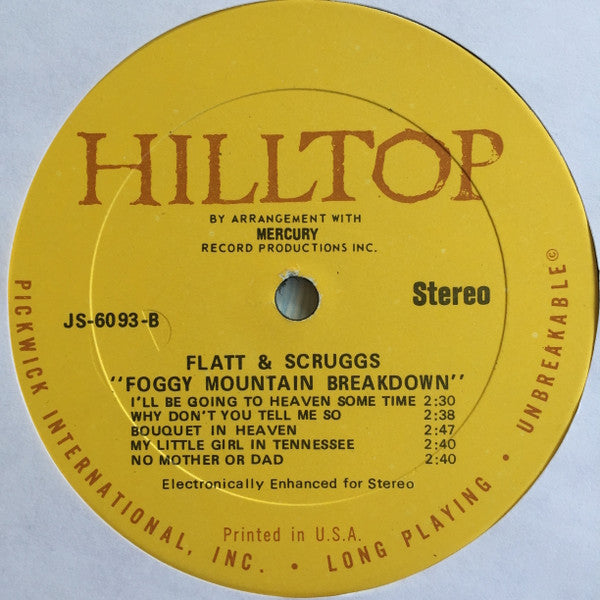 HILLTOP
BY ARRANGEMENT WITH
MERCURY
RECORD PRODUCTIONS INC.
Stereo
JS-6093-B
FLATT & SCRUGGS
"FOGGY MOUNTAIN BREAKDOWN"
I'LL BE GOING TO HEAVEN SOME TIME 2:30
WHY DON'T YOU TELL ME SO 2:38
BOUQUET IN HEAVEN 2:47
MY LITTLE GIRL IN TENNESSEE 2:40
NO MOTHER OR DAD 2:40
Electronically Enhanced for Stereo
Printed in U.S.A.
PICKWICK INTERNATIONAL, INC. • LONG PLAYING • UNBREAKABLE©